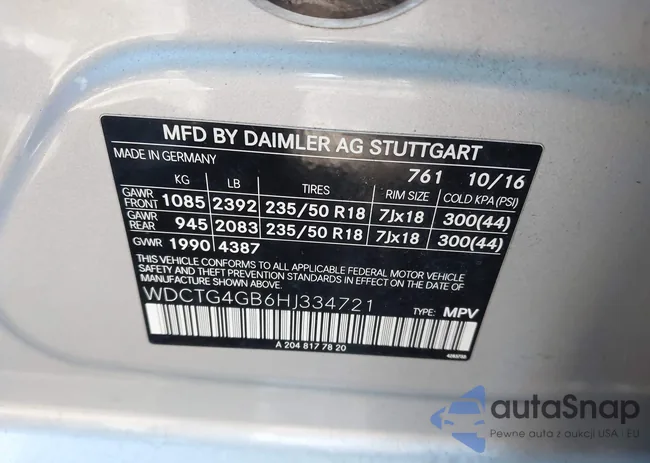 MFD BY DAIMLER AG STUTTGART
MADE IN GERMANY 761 10/16
KG LB TIRES RIM SIZE COLD KPA (PSI)
GAWR FRONT 1085 2392 235/50 R18 7Jx18 300(44)
GAWR REAR 945 2083 235/50 R18 7Jx18 300(44)
GVWR 1990 4387
THIS VEHICLE CONFORMS TO ALL APPLICABLE FEDERAL MOTOR VEHICLE
SAFETY AND THEFT PREVENTION STANDARDS IN EFFECT ON THE
DATE OF MANUFACTURE SHOWN ABOVE.
WDCTG4GB6HJ334721 TYPE: MPV
A 204 817 78 20
autaSnap
Pewne auta z aukcji USA · EU